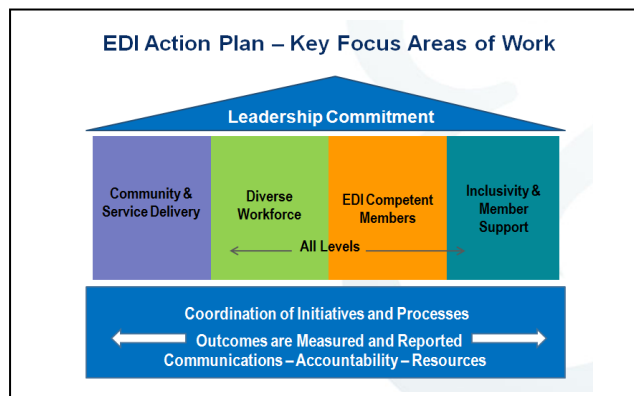 EDI Action Plan – Key Focus Areas of Work
Leadership Commitment
Community &
Service Delivery
Diverse
Workforce
EDI Competent
Members
Inclusivity &
Member
Support
All Levels
Coordination of Initiatives and Processes
Outcomes are Measured and Reported
Communications – Accountability – Resources